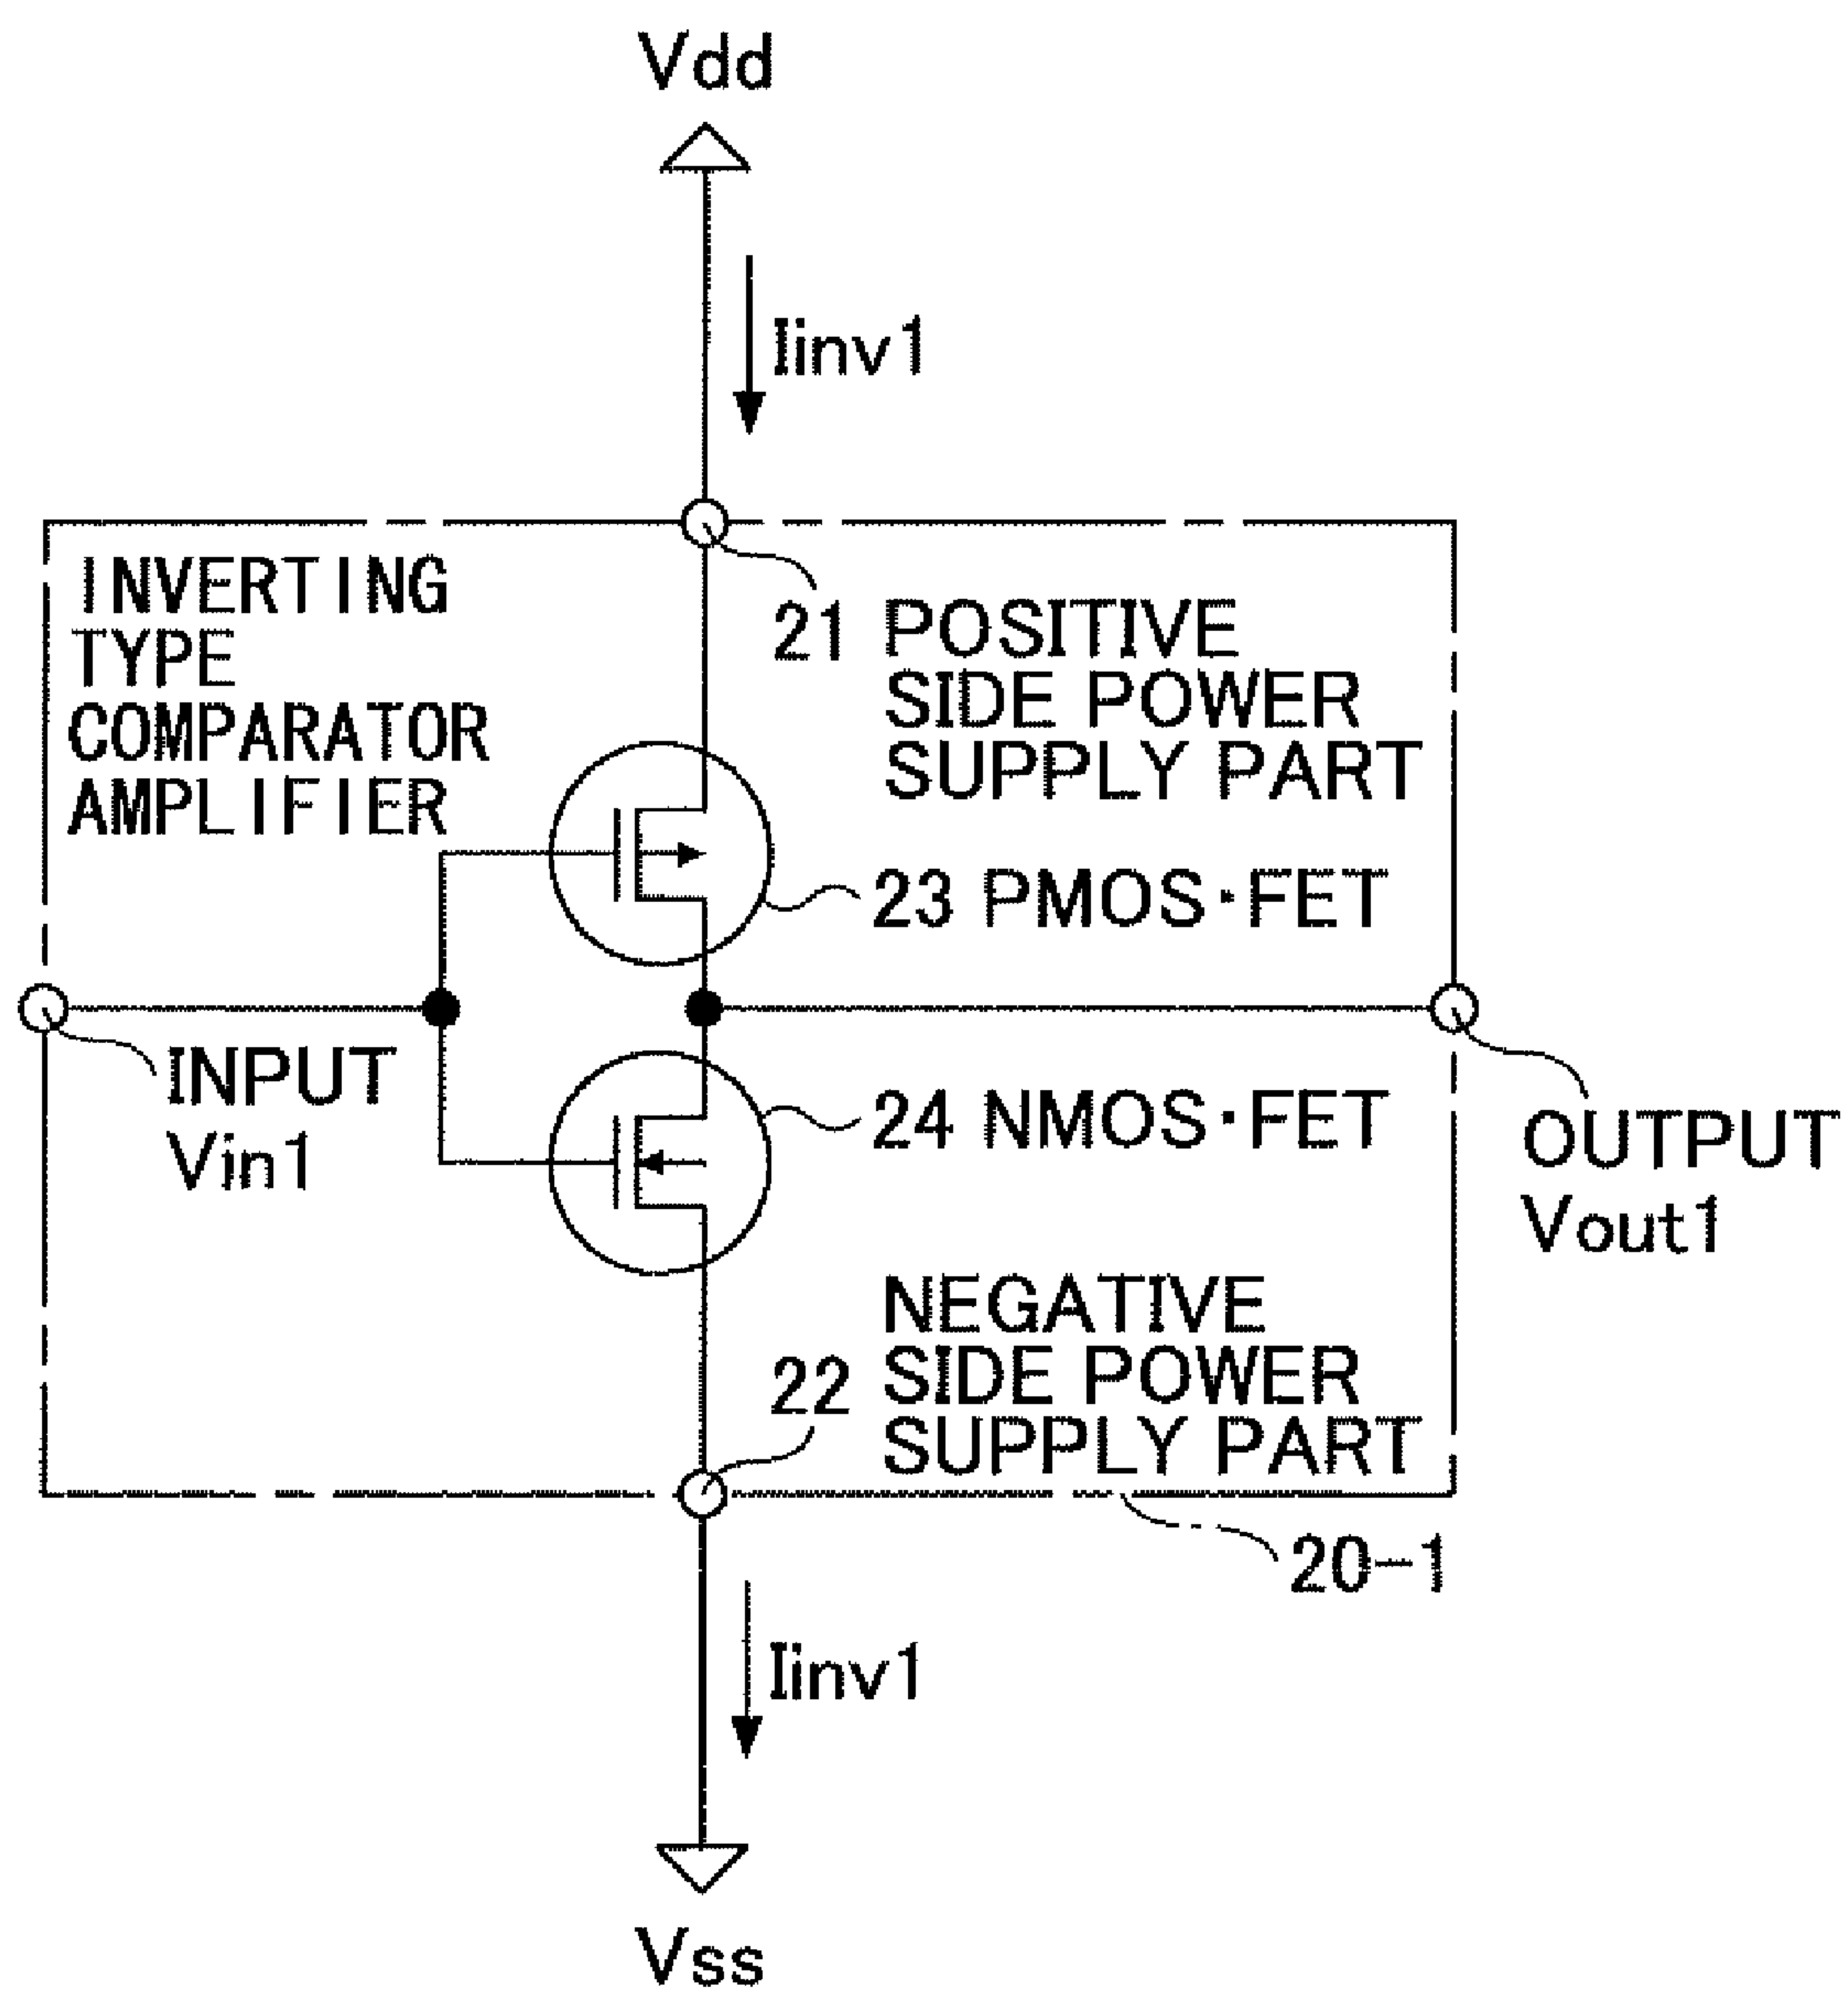 Vdd
Iinv1
INVERTING
TYPE
COMPARATOR
AMPLIFIER
21 POSITIVE
SIDE POWER
SUPPLY PART
23 PMOS·FET
INPUT
Vin1
24 NMOS·FET
OUTPUT
Vout1
NEGATIVE
22 SIDE POWER
SUPPLY PART
20-1
Iinv1
Vss